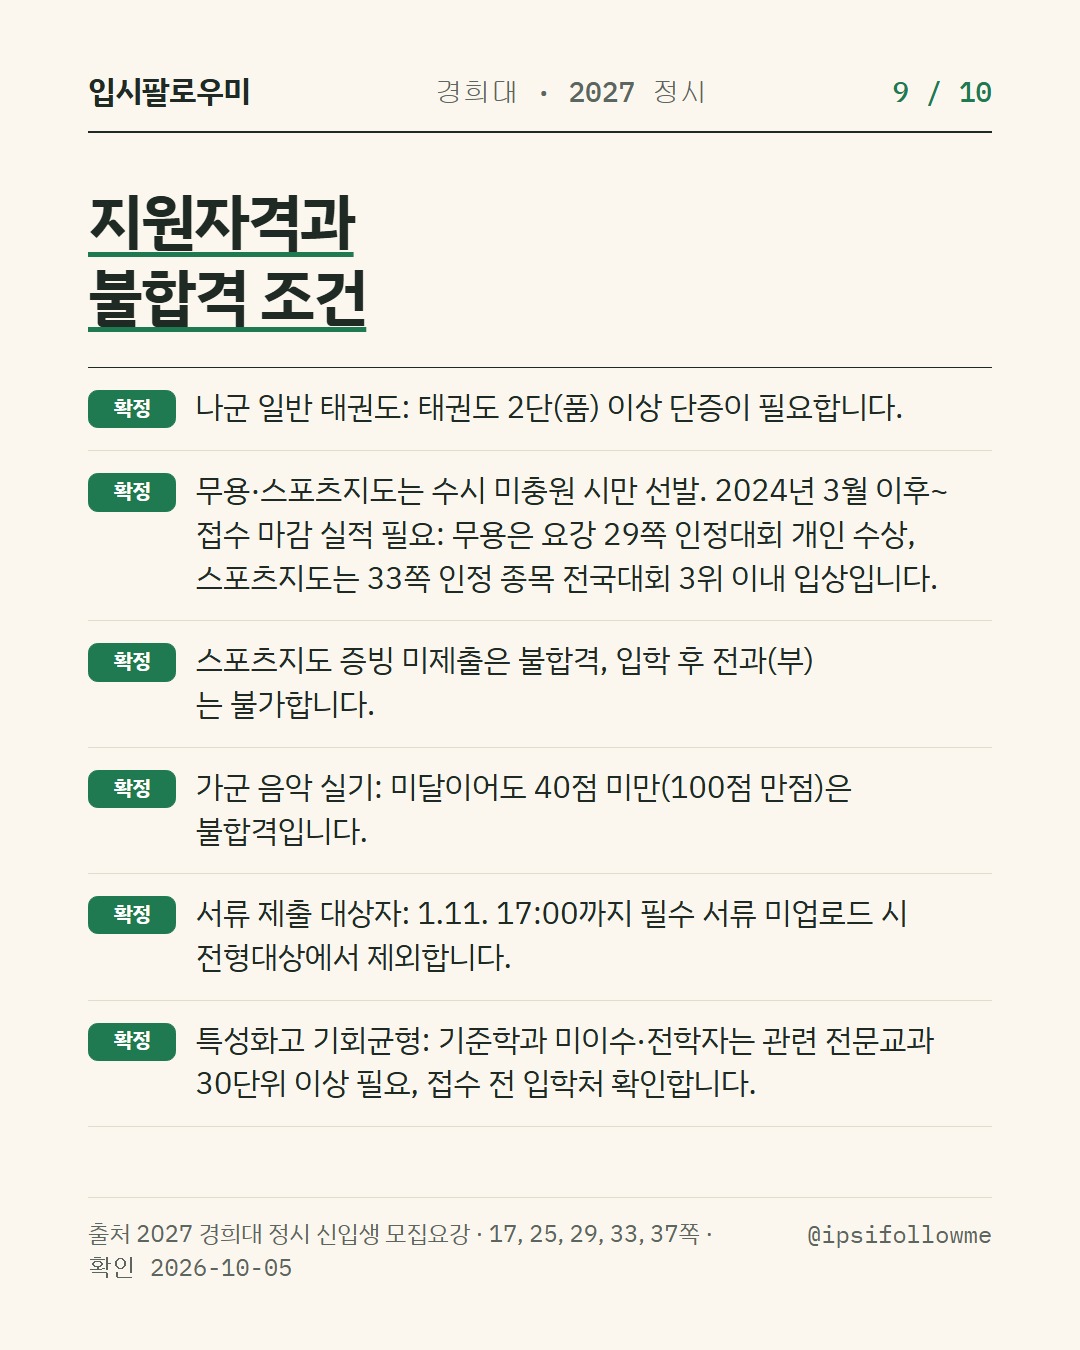 입시팔로우미
경희대 · 2027 정시
9 / 10
지원자격과
불합격 조건
확정
나군 일반 태권도: 태권도 2단(품) 이상 단증이 필요합니다.
확정
무용·스포츠지도는 수시 미충원 시만 선발. 2024년 3월 이후~
접수 마감 실적 필요: 무용은 요강 29쪽 인정대회 개인 수상,
스포츠지도는 33쪽 인정 종목 전국대회 3위 이내 입상입니다.
확정
스포츠지도 증빙 미제출은 불합격, 입학 후 전과(부)
는 불가합니다.
확정
가군 음악 실기: 미달이어도 40점 미만(100점 만점)은
불합격입니다.
확정
서류 제출 대상자: 1.11. 17:00까지 필수 서류 미업로드 시
전형대상에서 제외합니다.
확정
특성화고 기회균형: 기준학과 미이수·전학자는 관련 전문교과
30단위 이상 필요, 접수 전 입학처 확인합니다.
출처 2027 경희대 정시 신입생 모집요강 · 17, 25, 29, 33, 37쪽 ·
확인 2026-10-05
@ipsifollowme